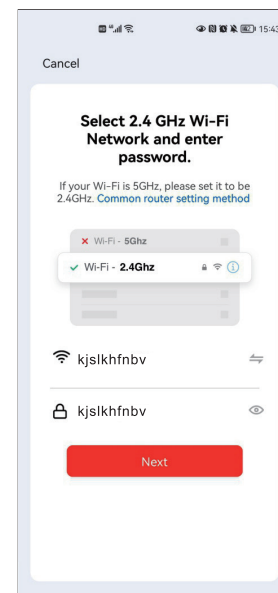 15:43
Cancel
Select 2.4 GHz Wi-Fi
Network and enter
password.
If your Wi-Fi is 5GHz, please set it to be
2.4GHz. Common router setting method
Wi-Fi - 5Ghz
Wi-Fi - 2.4Ghz
kjslkhfnbv
kjslkhfnbv
Next